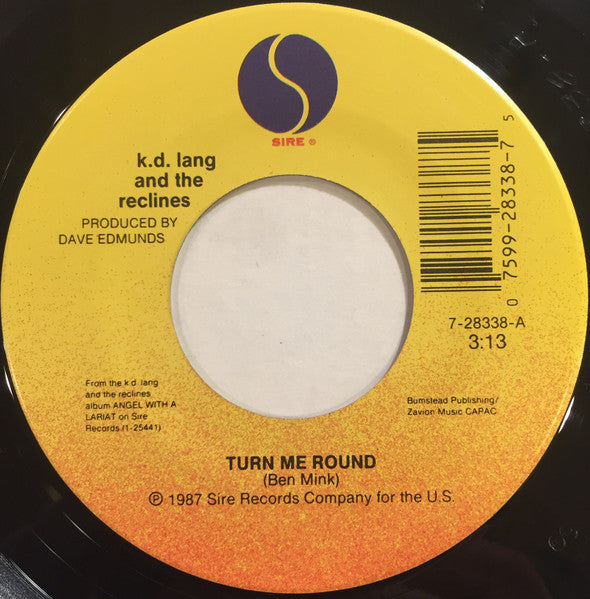 SIRE ®
k.d. lang
and the
reclines
PRODUCED BY
DAVE EDMUNDS
0 7599-28338-7 5
7-28338-A
3:13
From the k.d. lang
and the reclines
album ANGEL WITH A
LARIAT on Sire
Records (1-25441)
Bumstead Publishing/
Zavion Music CAPAC
TURN ME ROUND
(Ben Mink)
℗ 1987 Sire Records Company for the U.S.